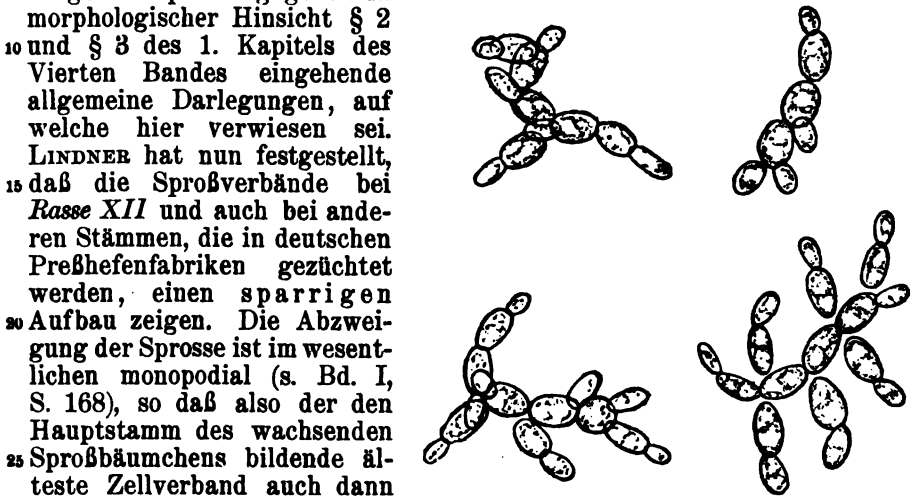 morphologischer Hinsicht § 2
10 und § 3 des 1. Kapitels des
Vierten Bandes eingehende
allgemeine Darlegungen, auf
welche hier verwiesen sei.
LINDNER hat nun festgestellt,
15 daß die Sproßverbände bei
Rasse XII und auch bei ande-
ren Stämmen, die in deutschen
Preßhefenfabriken gezüchtet
werden, einen sparrigen
20 Aufbau zeigen. Die Abzwei-
gung der Sprosse ist im wesent-
lichen monopodial (s. Bd. I,
S. 168), so daß also der den
Hauptstamm des wachsenden
25 Sproßbäumchens bildende äl-
teste Zellverband auch dann